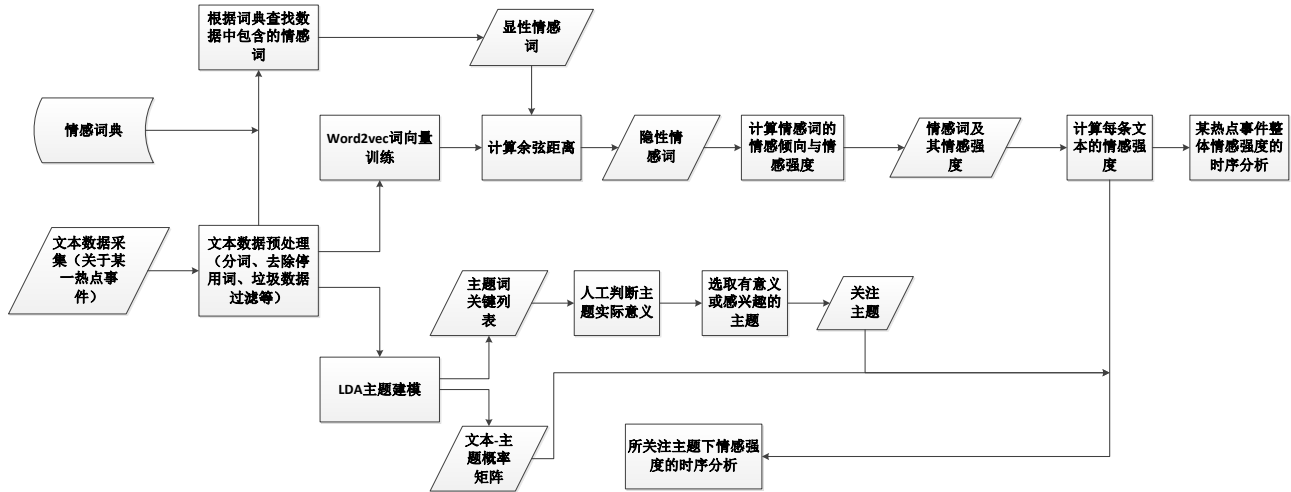 根据词典查找数
据中包含的情感
词
显性情感
词
情感词典
Word2vec词向量
训练
计算余弦距离
隐性情
感词
计算情感词的
情感倾向与情
感强度
情感词及
其情感强
度
计算每条文
本的情感强
度
某热点事件整
体情感强度的
时序分析
文本数据采
集（关于某
一热点事
件）
文本数据预处理
（分词、去除停
用词、垃圾数据
过滤等）
主题词
关键列
表
人工判断主
题实际意义
选取有意义
或感兴趣的
主题
关注
主题
LDA主题建模
文本-主
题概率
矩阵
所关注主题下情感强
度的时序分析